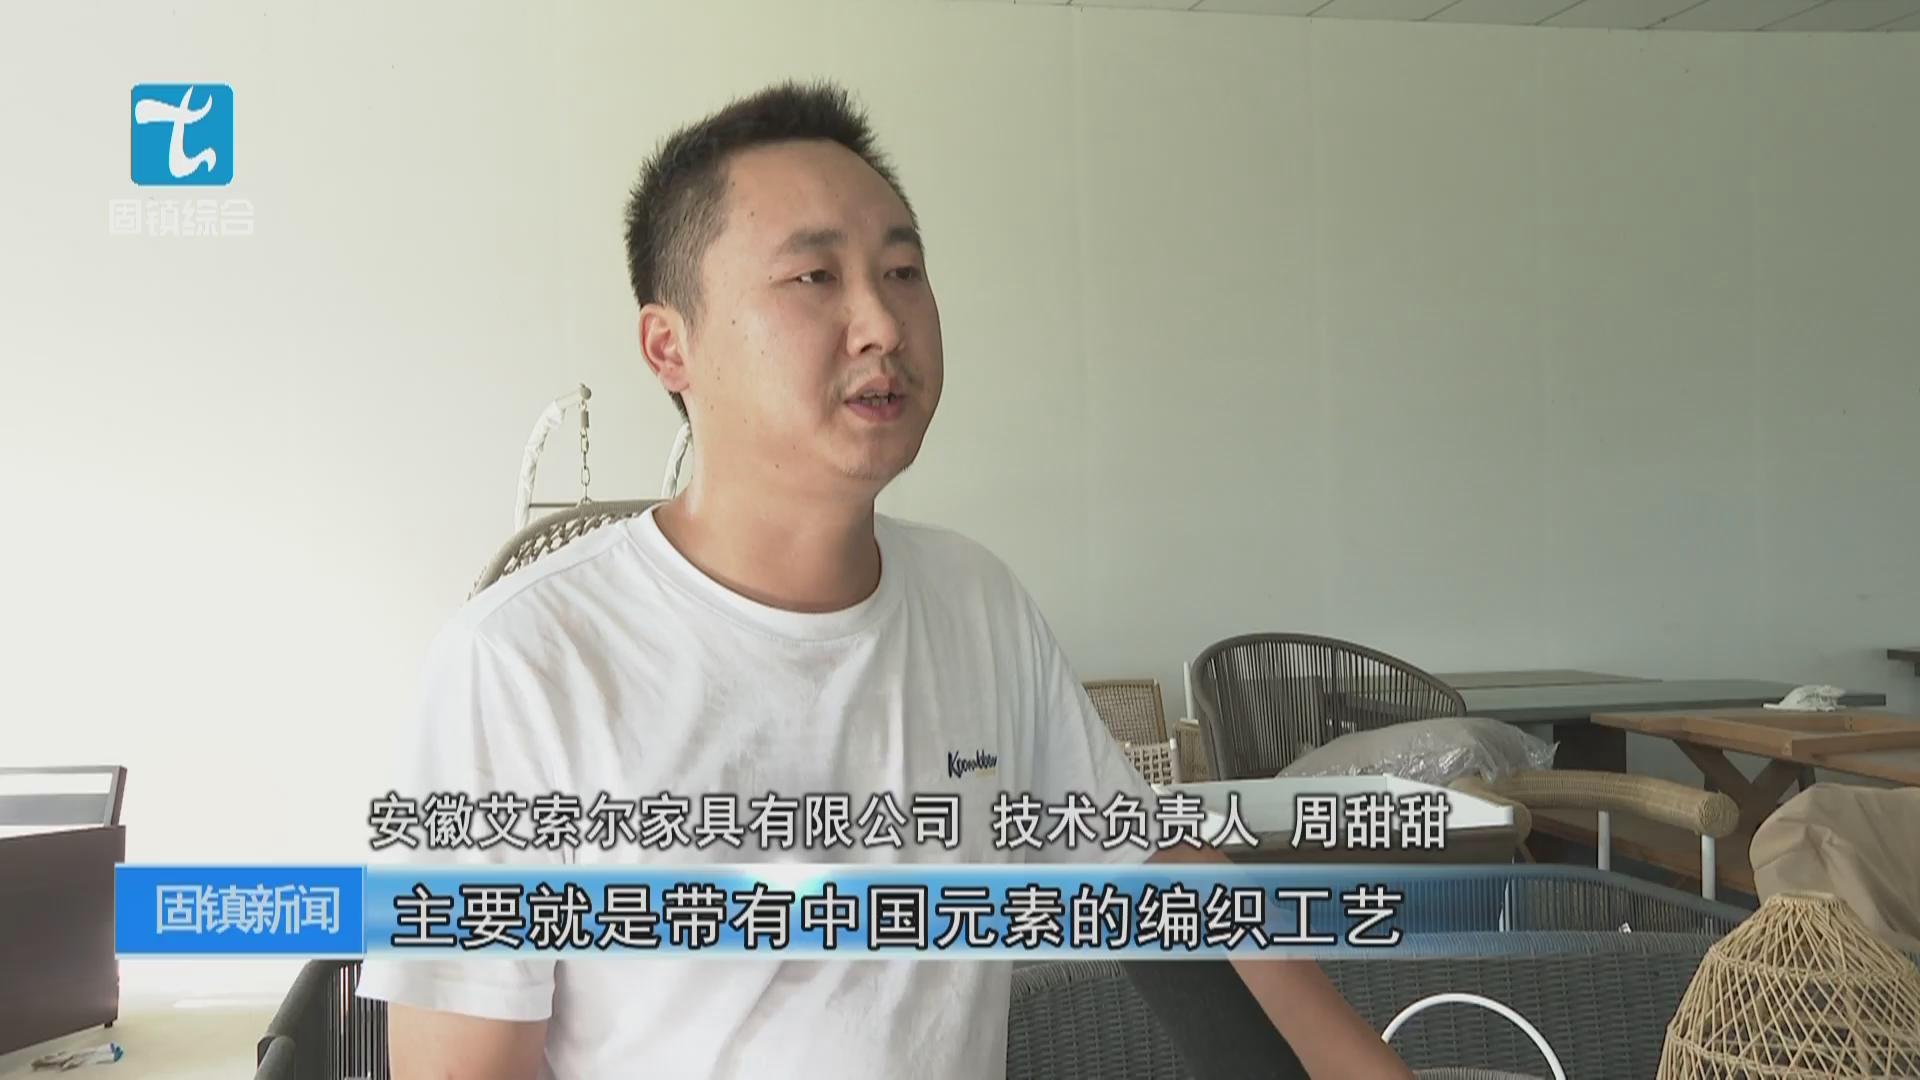 固镇综合
安徽艾索尔家具有限公司 技术负责人 周甜甜
固镇新闻
主要就是带有中国元素的编织工艺